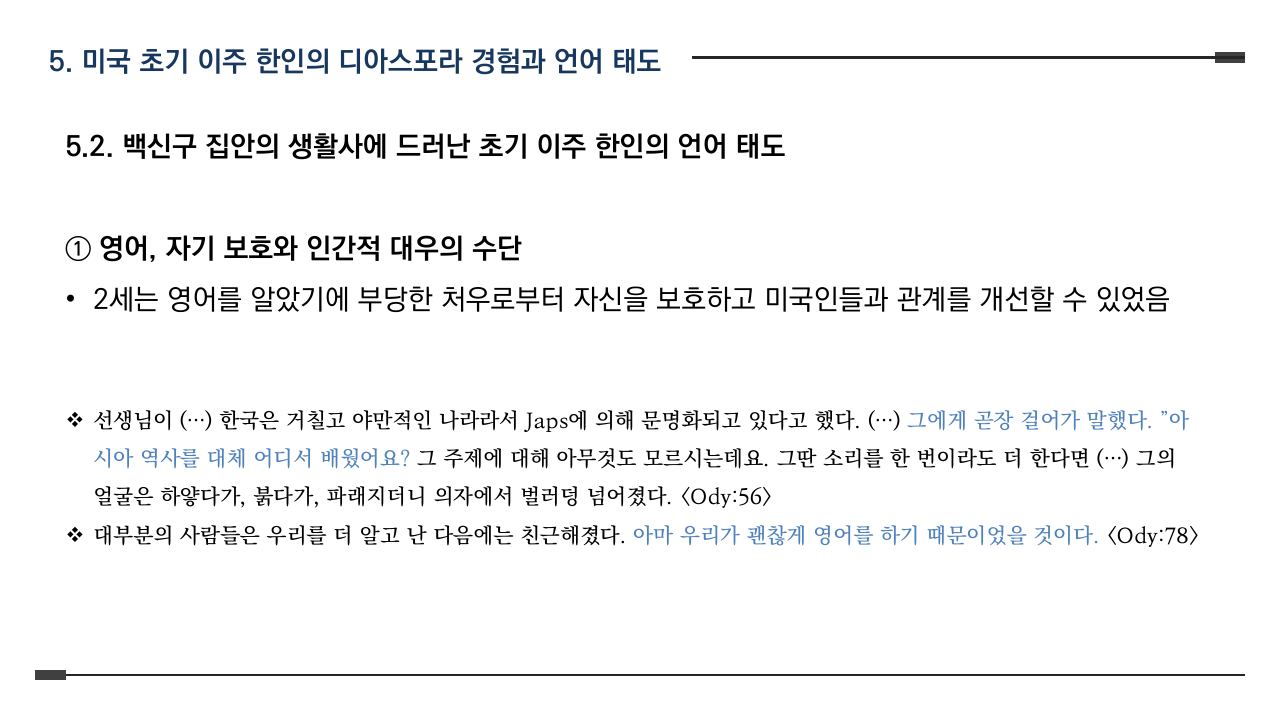 5. 미국 초기 이주 한인의 디아스포라 경험과 언어 태도
5.2. 백신구 집안의 생활사에 드러난 초기 이주 한인의 언어 태도
① 영어, 자기 보호와 인간적 대우의 수단
• 2세는 영어를 알았기에 부당한 처우로부터 자신을 보호하고 미국인들과 관계를 개선할 수 있었음
❖ 선생님이 (…) 한국은 거칠고 야만적인 나라라서 Japs에 의해 문명화되고 있다고 했다. (…) 그에게 곧장 걸어가 말했다. ”아
시아 역사를 대체 어디서 배웠어요? 그 주제에 대해 아무것도 모르시는데요. 그딴 소리를 한 번이라도 더 한다면 (…) 그의
얼굴은 하얗다가, 붉다가, 파래지더니 의자에서 벌러덩 넘어졌다. 〈Ody:56〉
❖ 대부분의 사람들은 우리를 더 알고 난 다음에는 친근해졌다. 아마 우리가 괜찮게 영어를 하기 때문이었을 것이다. 〈Ody:78〉